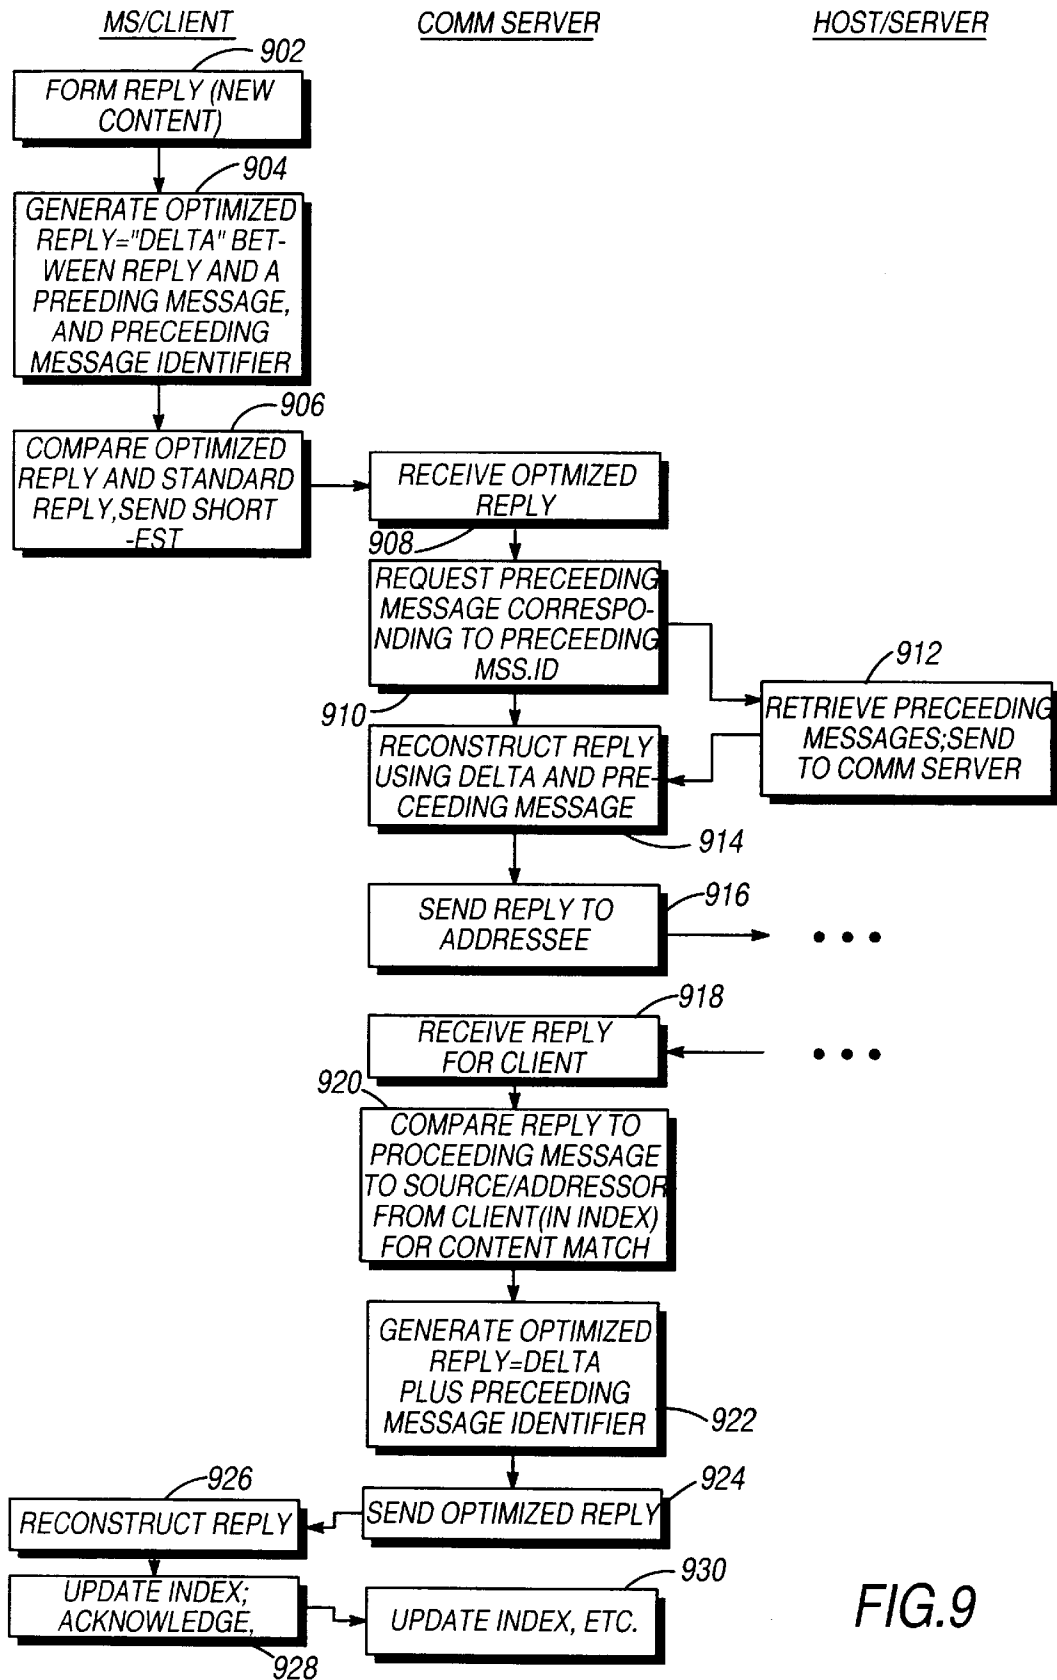 MS/CLIENT
COMM SERVER
HOST/SERVER
902
FORM REPLY (NEW
CONTENT)
904
GENERATE OPTIMIZED
REPLY="DELTA" BET-
WEEN REPLY AND A
PREEDING MESSAGE,
AND PRECEEDING
MESSAGE IDENTIFIER
906
COMPARE OPTIMIZED
REPLY AND STANDARD
REPLY,SEND SHORT
-EST
RECEIVE OPTMIZED
REPLY
908
REQUEST PRECEEDING
MESSAGE CORRESPO-
NDING TO PRECEEDING
MSS.ID
910
912
RETRIEVE PRECEEDING
MESSAGES;SEND
TO COMM SERVER
RECONSTRUCT REPLY
USING DELTA AND PRE-
CEEDING MESSAGE
914
SEND REPLY TO
ADDRESSEE
916
918
RECEIVE REPLY
FOR CLIENT
920
COMPARE REPLY TO
PROCEEDING MESSAGE
TO SOURCE/ADDRESSOR
FROM CLIENT(IN INDEX)
FOR CONTENT MATCH
GENERATE OPTIMIZED
REPLY=DELTA
PLUS PRECEEDING
MESSAGE IDENTIFIER
922
924
SEND OPTIMIZED REPLY
926
RECONSTRUCT REPLY
UPDATE INDEX;
ACKNOWLEDGE,
928
930
UPDATE INDEX, ETC.
FIG.9